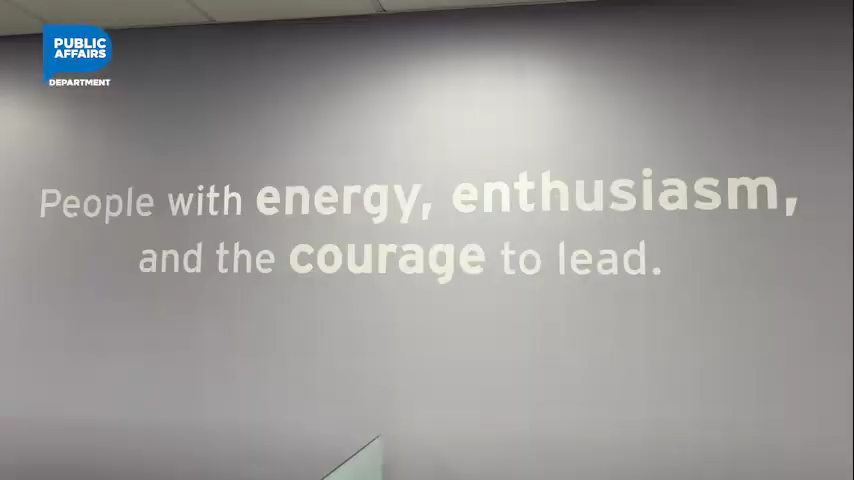 PUBLIC
AFFAIRS
DEPARTMENT
People with energy, enthusiasm,
and the courage to lead.